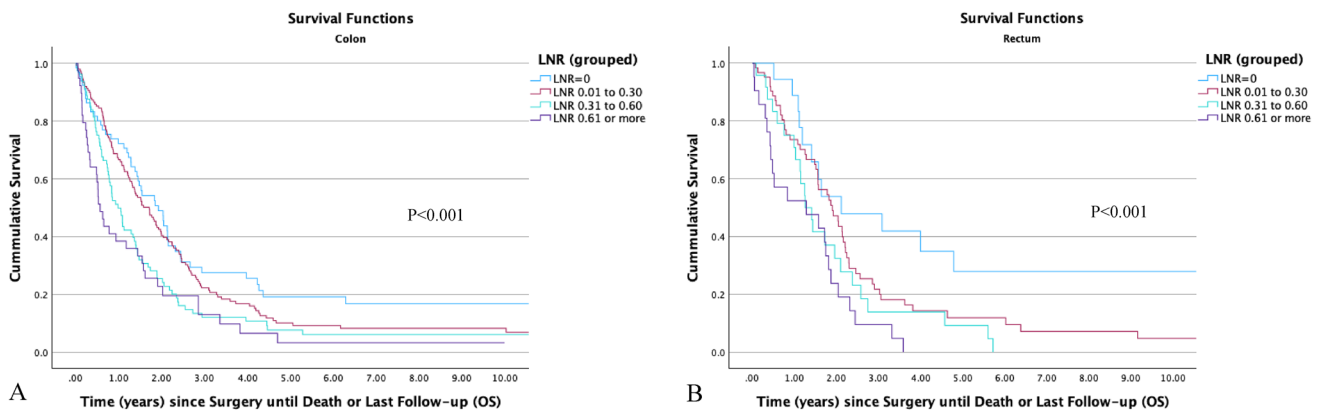 Survival Functions
Colon
LNR (grouped)
LNR=0
LNR 0.01 to 0.30
LNR 0.31 to 0.60
LNR 0.61 or more
Cummulative Survival
1.0
0.8
0.6
0.4
0.2
0.0
P<0.001
.00 1.00 2.00 3.00 4.00 5.00 6.00 7.00 8.00 9.00 10.00
A
Time (years) since Surgery until Death or Last Follow-up (OS)
Survival Functions
Rectum
LNR (grouped)
LNR=0
LNR 0.01 to 0.30
LNR 0.31 to 0.60
LNR 0.61 or more
Cummulative Survival
1.0
0.8
0.6
0.4
0.2
0.0
P<0.001
.00 1.00 2.00 3.00 4.00 5.00 6.00 7.00 8.00 9.00 10.00
B
Time (years) since Surgery until Death or Last Follow-up (OS)